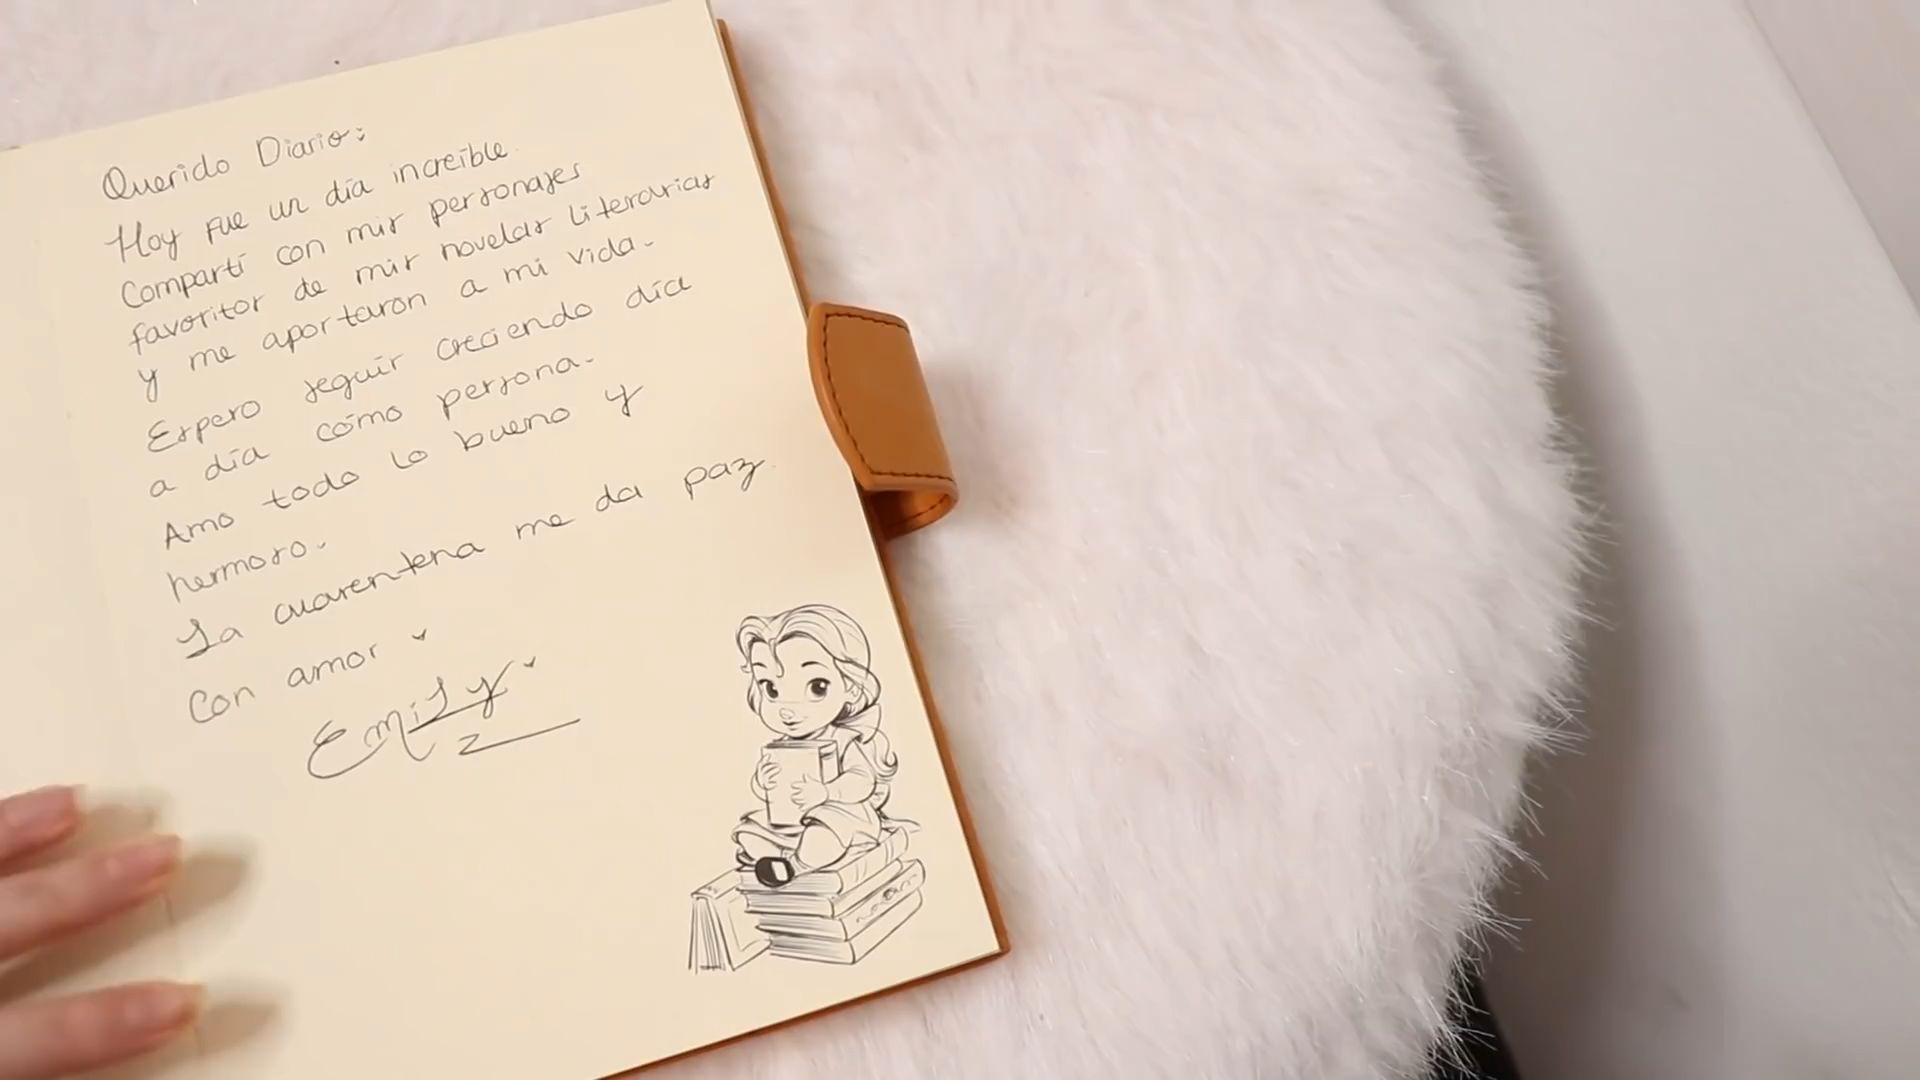 Querido Diario:
Hoy fue un día increíble.
Compartí con mis personajes
favoritos de mis novelas literarias
y me aportaron a mi vida.
Espero seguir creciendo día
a día cómo persona.
Amo todo lo bueno y
hermoso.
La cuarentena me da paz.
Con amor
Emily